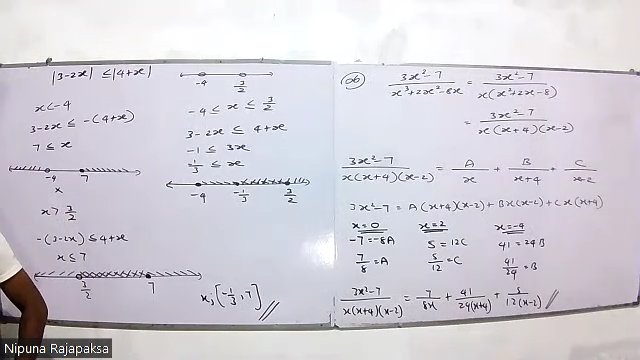 |3-2x| ≤ |4+x|
x<-4
3-2x ≤ -(4+x)
7 ≤ x
-4 7
x
x > 3/2
-(3-2x) ≤ 4+x
x ≤ 7
3/2 7
-4 3/2
-4 ≤ x ≤ 3/2
3-2x ≤ 4+x
-1 ≤ 3x
-1/3 ≤ x
-4 -1/3 3/2
x; [-1/3, 7]
06
(3x²-7)/(x³+2x²-8x) = (3x²-7)/(x(x²+2x-8))
= (3x²-7)/(x(x+4)(x-2))
(3x²-7)/(x(x+4)(x-2)) = A/x + B/(x+4) + C/(x-2)
3x²-7 = A(x+4)(x-2) + Bx(x-2) + Cx(x+4)
x=0 x=2 x=-4
-7=-8A 5=12C 41=24B
7/8=A 5/12=C 41/24=B
(3x²-7)/(x(x+4)(x-2)) = 7/8x + 41/24(x+4) + 5/12(x-2)
Nipuna Rajapaksa